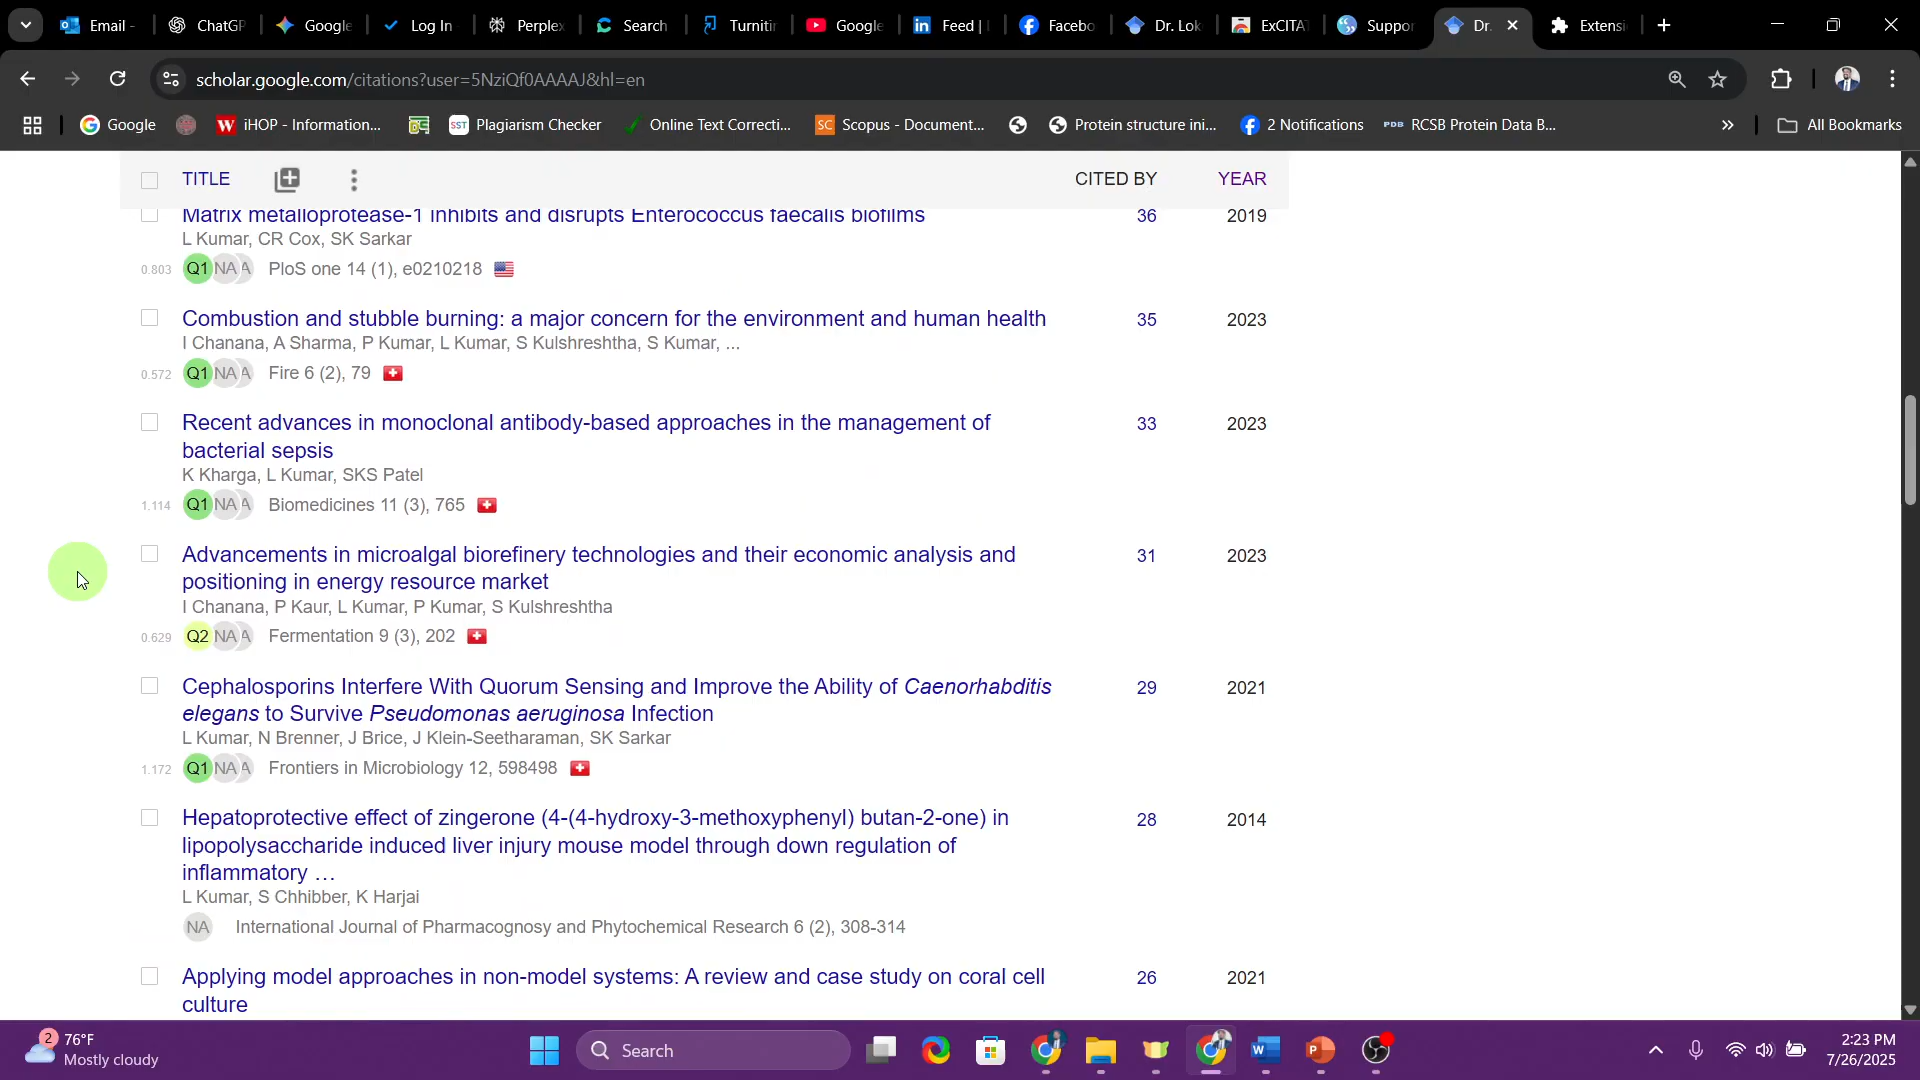 Email -
ChatGP
Google
Log In
Perplex
Search
Turnitin
Google
Feed |
Facebo
Dr. Lok
ExCITA
Suppor
Dr.
Extensi
scholar.google.com/citations?user=5NziQf0AAAAJ&hl=en
Google
iHOP - Information...
SST Plagiarism Checker
Online Text Correcti...
SC Scopus - Document...
Protein structure ini...
2 Notifications
PDB RCSB Protein Data B...
All Bookmarks
TITLE CITED BY YEAR
Matrix metalloprotease-1 inhibits and disrupts Enterococcus faecalis biofilms 36 2019
L Kumar, CR Cox, SK Sarkar
0.803 Q1 NA A PloS one 14 (1), e0210218
Combustion and stubble burning: a major concern for the environment and human health 35 2023
I Chanana, A Sharma, P Kumar, L Kumar, S Kulshreshtha, S Kumar, ...
0.572 Q1 NA A Fire 6 (2), 79
Recent advances in monoclonal antibody-based approaches in the management of 33 2023
bacterial sepsis
K Kharga, L Kumar, SKS Patel
1.114 Q1 NA A Biomedicines 11 (3), 765
Advancements in microalgal biorefinery technologies and their economic analysis and 31 2023
positioning in energy resource market
I Chanana, P Kaur, L Kumar, P Kumar, S Kulshreshtha
0.629 Q2 NA A Fermentation 9 (3), 202
Cephalosporins Interfere With Quorum Sensing and Improve the Ability of Caenorhabditis 29 2021
elegans to Survive Pseudomonas aeruginosa Infection
L Kumar, N Brenner, J Brice, J Klein-Seetharaman, SK Sarkar
1.172 Q1 NA A Frontiers in Microbiology 12, 598498
Hepatoprotective effect of zingerone (4-(4-hydroxy-3-methoxyphenyl) butan-2-one) in 28 2014
lipopolysaccharide induced liver injury mouse model through down regulation of
inflammatory …
L Kumar, S Chhibber, K Harjai
NA International Journal of Pharmacognosy and Phytochemical Research 6 (2), 308-314
Applying model approaches in non-model systems: A review and case study on coral cell 26 2021
culture
2 76°F
Mostly cloudy
Search
2:23 PM
7/26/2025